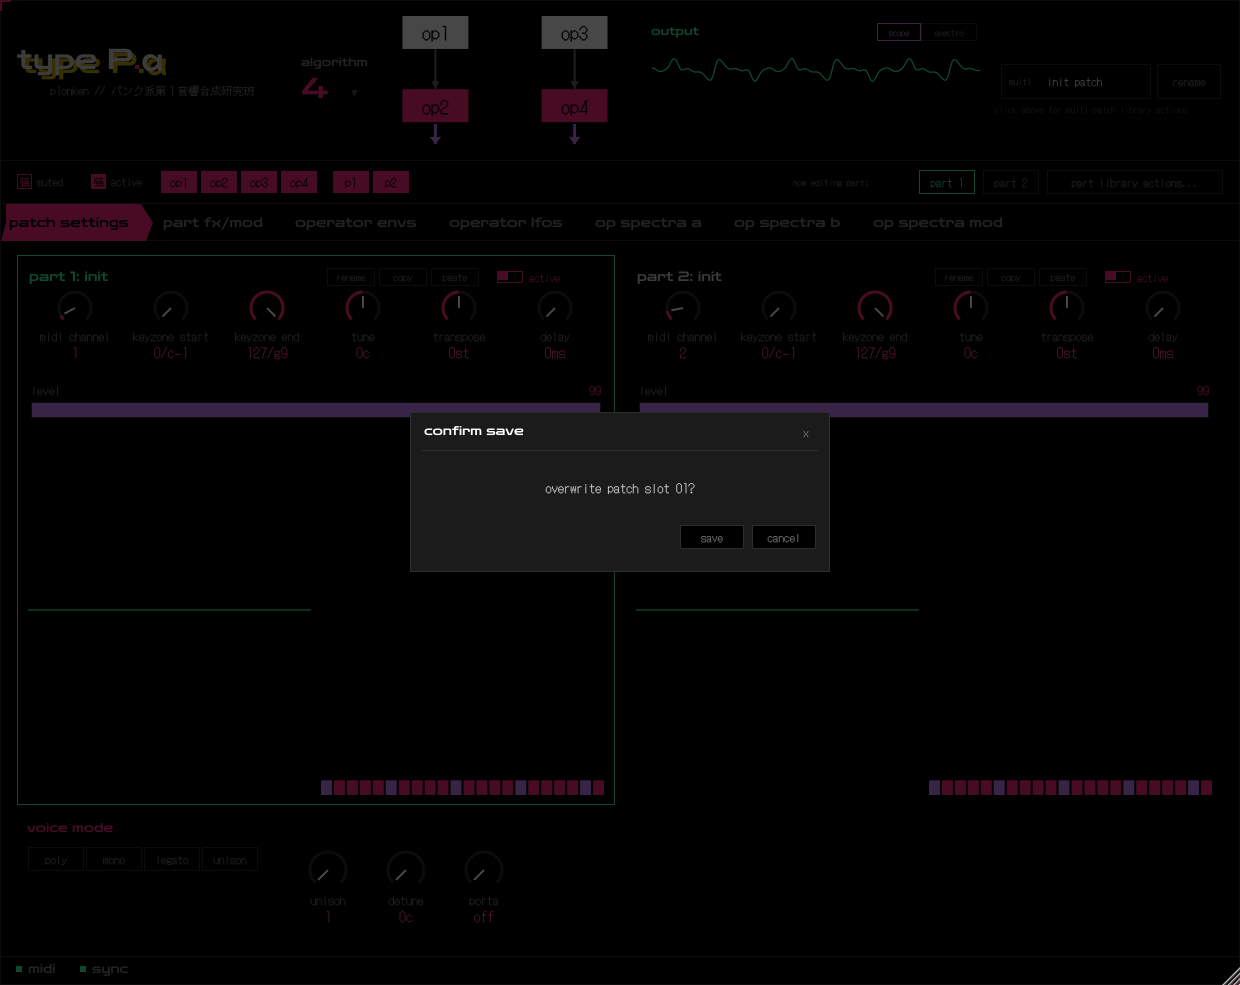 type P.a
plonken // パンク派第1音響合成研究班
algorithm
4
op1
op3
op2
op4
output
scope
spectro
multi
init patch
rename
click above for multi-patch library actions
muted
active
op1
op2
op3
op4
p1
p2
now editing part:
part 1
part 2
part library actions...
patch settings
part fx/mod
operator envs
operator lfos
op spectra a
op spectra b
op spectra mod
part 1: init
rename
copy
paste
active
midi channel
keyzone start
keyzone end
tune
transpose
delay
1
0/c-1
127/g9
0c
0st
0ms
level
99
part 2: init
rename
copy
paste
active
midi channel
keyzone start
keyzone end
tune
transpose
delay
2
0/c-1
127/g9
0c
0st
0ms
level
99
confirm save
x
overwrite patch slot 01?
save
cancel
voice mode
poly
mono
legato
unison
unison
detune
porta
1
0c
off
midi
sync